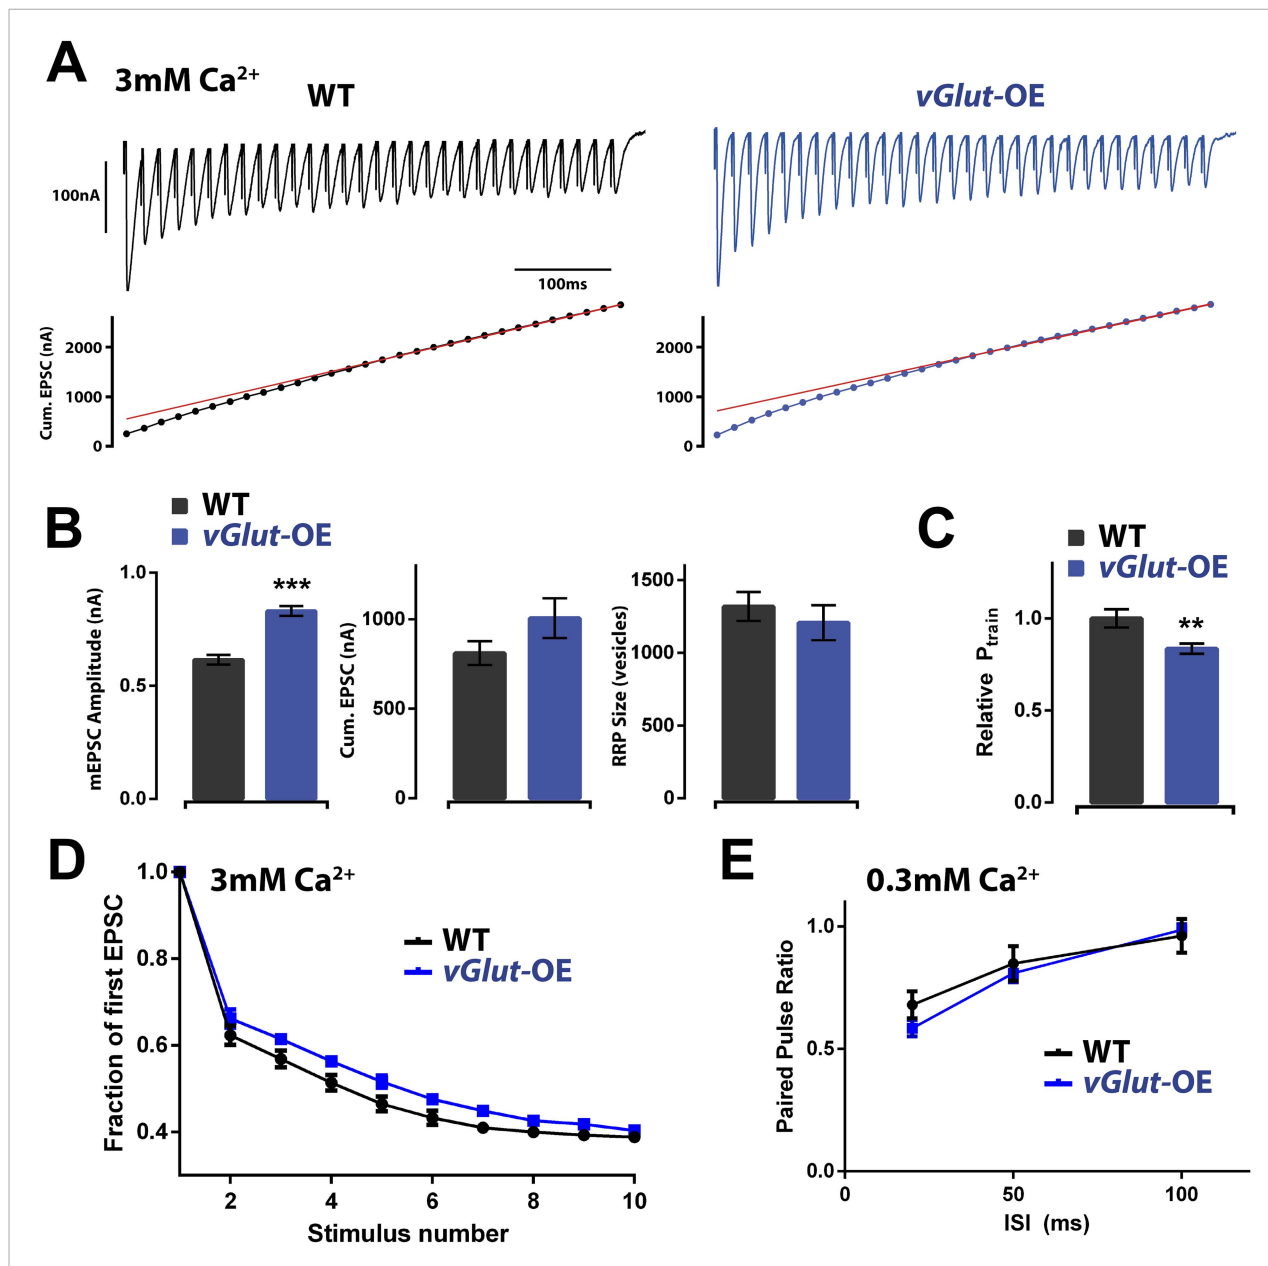 A
3mM Ca²⁺
WT
vGlut-OE
100nA
100ms
Cum. EPSC (nA)
2000
1000
0
2000
1000
0
B
WT
vGlut-OE
mEPSC Amplitude (nA)
1.0
0.5
0.0
***
Cum. EPSC (nA)
1000
500
0
RRP Size (vesicles)
1500
1000
500
0
C
WT
vGlut-OE
Relative Ptrain
1.0
0.5
0.0
**
D
3mM Ca²⁺
WT
vGlut-OE
Fraction of first EPSC
1.0
0.8
0.6
0.4
2 4 6 8 10
Stimulus number
E
0.3mM Ca²⁺
Paired Pulse Ratio
1.0
0.5
0.0
WT
vGlut-OE
0 50 100
ISI (ms)